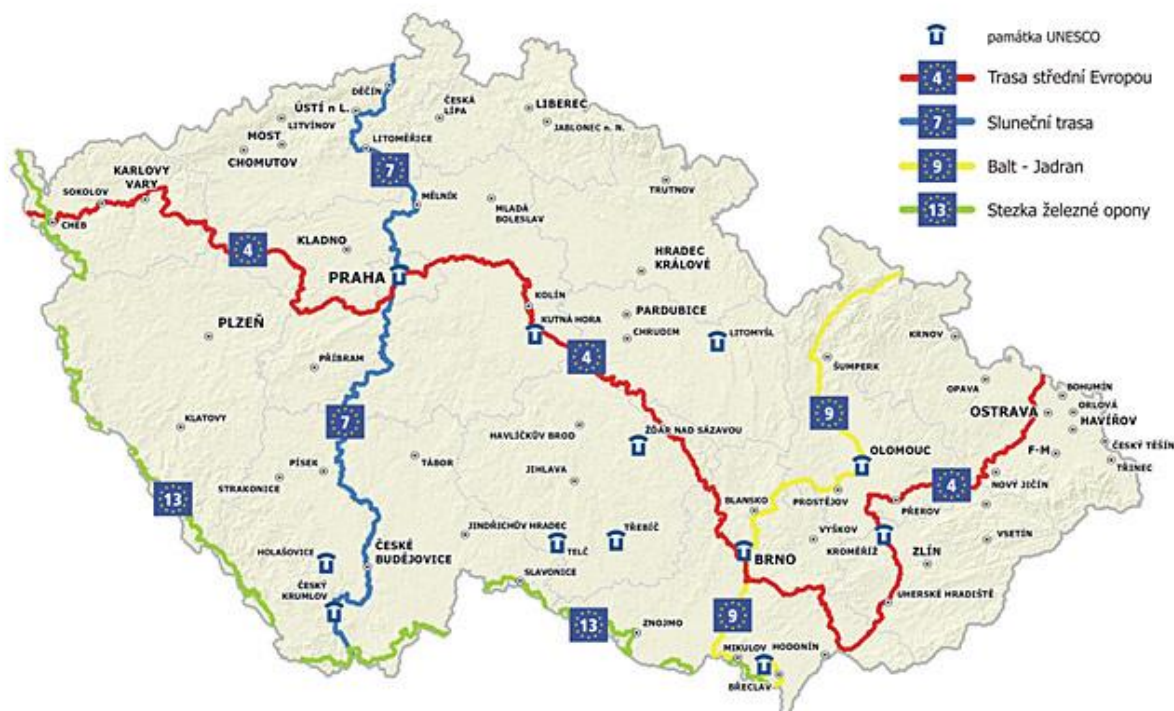 památka UNESCO
4 Trasa střední Evropou
7 Sluneční trasa
9 Balt - Jadran
13 Stezka železné opony
DĚČÍN
ÚSTÍ n L.
ČESKÁ
LÍPA
LIBEREC
LITVÍNOV
JABLONEC n. N.
MOST
LITOMĚŘICE
CHOMUTOV
KARLOVY
VARY
7
TRUTNOV
SOKOLOV
MĚLNÍK
MLADÁ
BOLESLAV
CHEB
4
KLADNO
HRADEC
KRÁLOVÉ
PRAHA
KOLÍN
PARDUBICE
PLZEŇ
KUTNÁ HORA
CHRUDIM
LITOMYŠL
KRNOV
4
PŘÍBRAM
ŠUMPERK
OPAVA
BOHUMÍN
OSTRAVA
ORLOVÁ
HAVÍŘOV
9
7
KLATOVY
HAVLÍČKŮV BROD
ŽĎÁR NAD SÁZAVOU
ČESKÝ TĚŠÍN
OLOMOUC
F-M
TŘINEC
TÁBOR
PÍSEK
STRAKONICE
JIHLAVA
NOVÝ JIČÍN
4
13
BLANSKO
PROSTĚJOV
PŘEROV
JINDŘICHŮV HRADEC
TŘEBÍČ
VYŠKOV
VSETÍN
HOLAŠOVICE
ČESKÉ
BUDĚJOVICE
TELČ
BRNO
KROMĚŘÍŽ
ZLÍN
SLAVONICE
ČESKÝ
KRUMLOV
UHERSKÉ HRADIŠTĚ
9
13
ZNOJMO
MIKULOV
HODONÍN
BŘECLAV